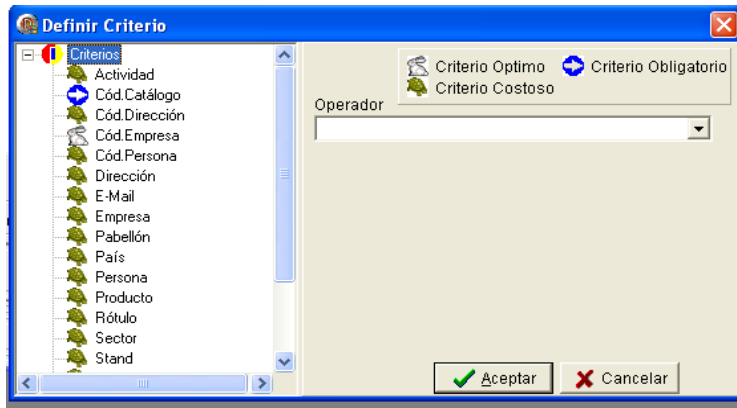 Definir Criterio
Criterios
Actividad
Cód.Catálogo
Cód.Dirección
Cód.Empresa
Cód.Persona
Dirección
E-Mail
Empresa
Pabellón
País
Persona
Producto
Rótulo
Sector
Stand
Criterio Optimo Criterio Obligatorio
Criterio Costoso
Operador
Aceptar Cancelar